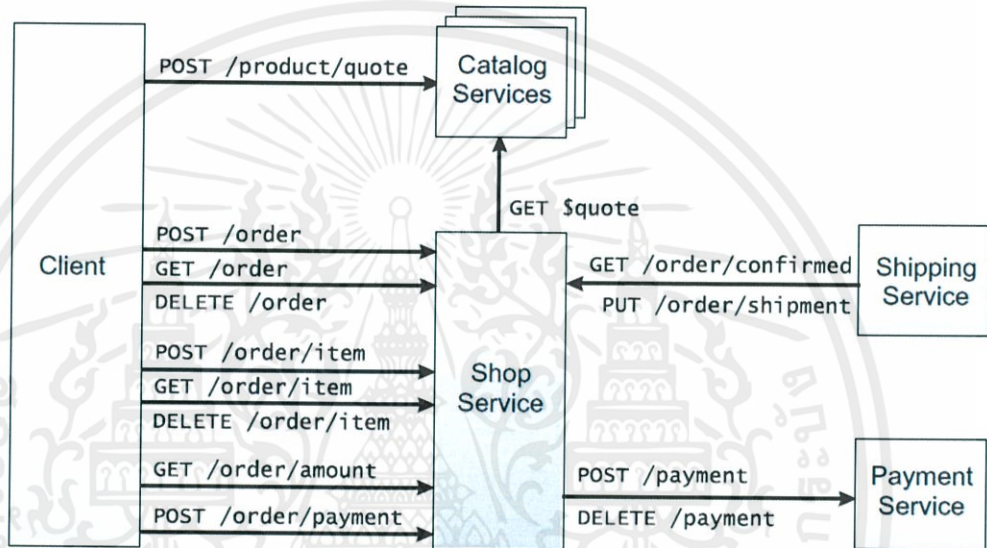 POST /product/quote
Catalog
Services
GET $quote
Client
POST /order
GET /order
DELETE /order
POST /order/item
GET /order/item
DELETE /order/item
GET /order/amount
POST /order/payment
Shop
Service
GET /order/confirmed
PUT /order/shipment
Shipping
Service
POST /payment
DELETE /payment
Payment
Service